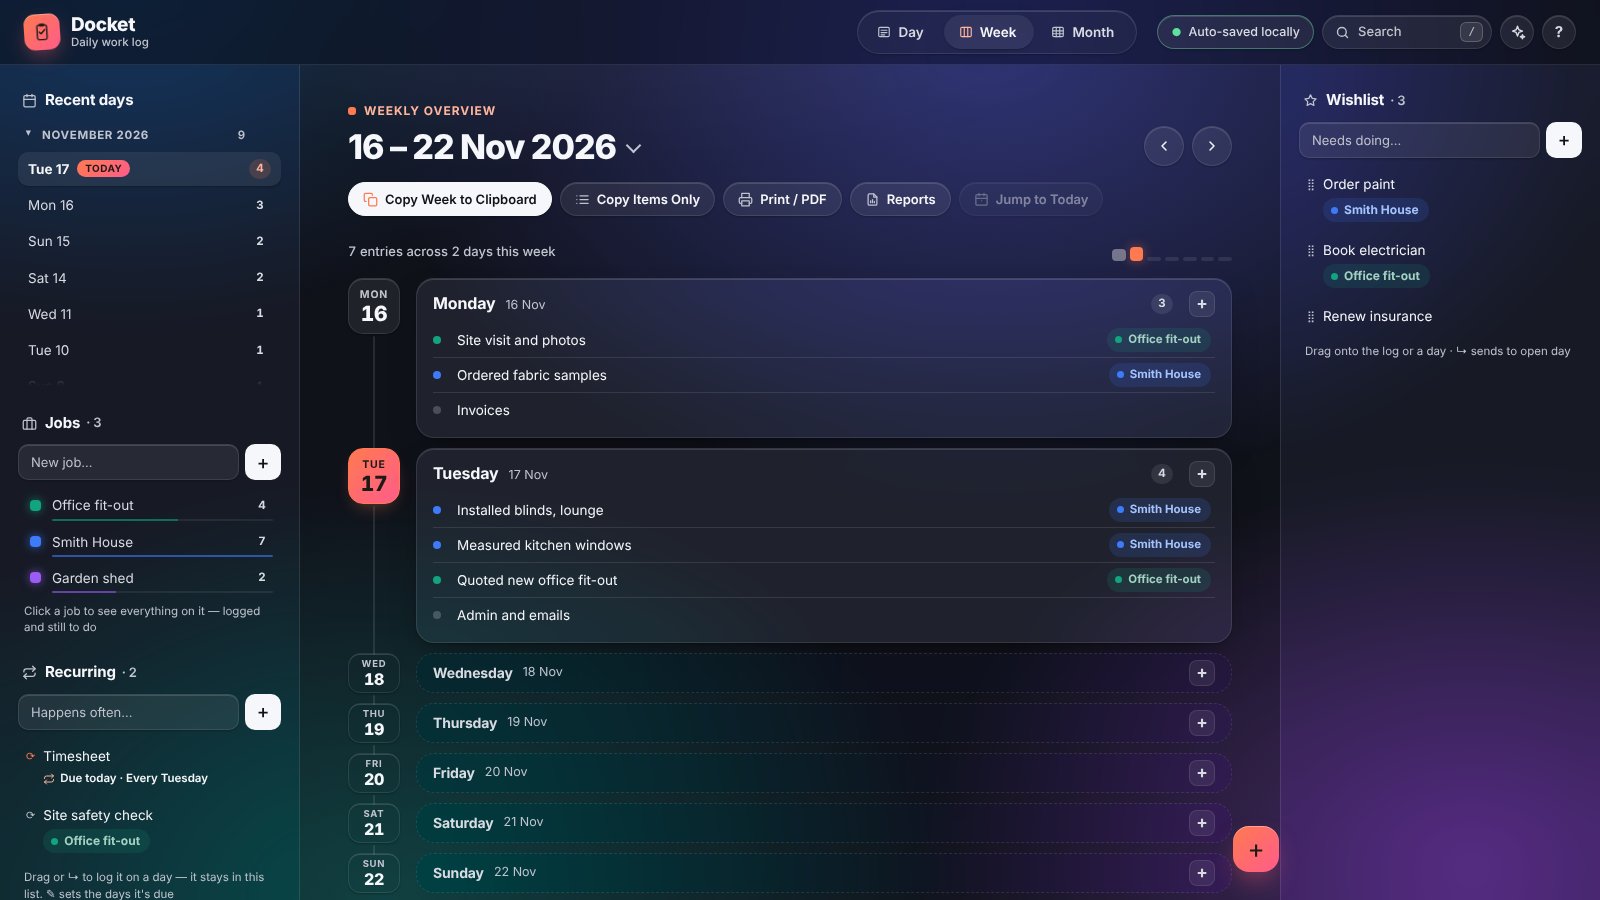 Docket
Daily work log
Day
Week
Month
Auto-saved locally
Search
/
?
Recent days
NOVEMBER 2026 9
Tue 17 TODAY 4
Mon 16 3
Sun 15 2
Sat 14 2
Wed 11 1
Tue 10 1
Jobs · 3
New job...
+
Office fit-out 4
Smith House 7
Garden shed 2
Click a job to see everything on it — logged
and still to do
Recurring · 2
Happens often...
+
Timesheet
Due today · Every Tuesday
Site safety check
Office fit-out
Drag or ↪ to log it on a day — it stays in this
list. ✎ sets the days it's due
WEEKLY OVERVIEW
16 – 22 Nov 2026
Copy Week to Clipboard
Copy Items Only
Print / PDF
Reports
Jump to Today
7 entries across 2 days this week
MON
16
Monday 16 Nov 3 +
Site visit and photos Office fit-out
Ordered fabric samples Smith House
Invoices
TUE
17
Tuesday 17 Nov 4 +
Installed blinds, lounge Smith House
Measured kitchen windows Smith House
Quoted new office fit-out Office fit-out
Admin and emails
WED
18
Wednesday 18 Nov +
THU
19
Thursday 19 Nov +
FRI
20
Friday 20 Nov +
SAT
21
Saturday 21 Nov +
SUN
22
Sunday 22 Nov +
+
Wishlist · 3
Needs doing...
+
Order paint
Smith House
Book electrician
Office fit-out
Renew insurance
Drag onto the log or a day · ↪ sends to open day